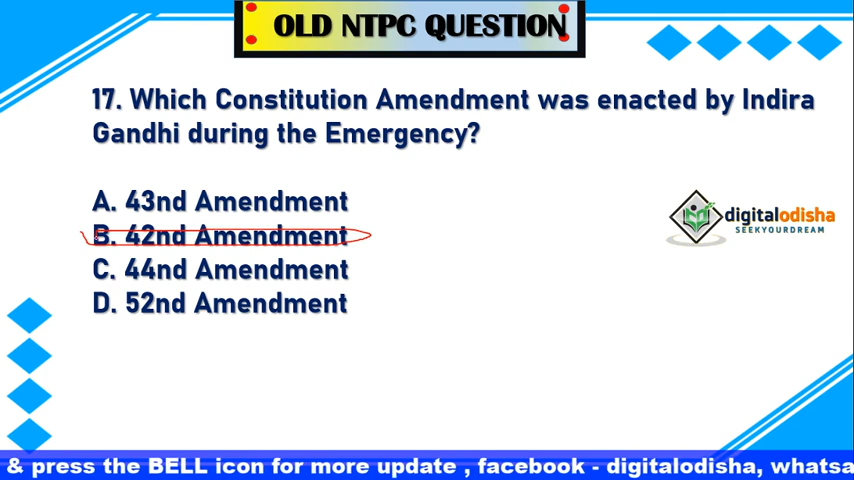 OLD NTPC QUESTION
17. Which Constitution Amendment was enacted by Indira
Gandhi during the Emergency?
A. 43nd Amendment
B. 42nd Amendment
C. 44nd Amendment
D. 52nd Amendment
digitalodisha
SEEKYOURDREAM
& press the BELL icon for more update , facebook - digitalodisha, whatsa